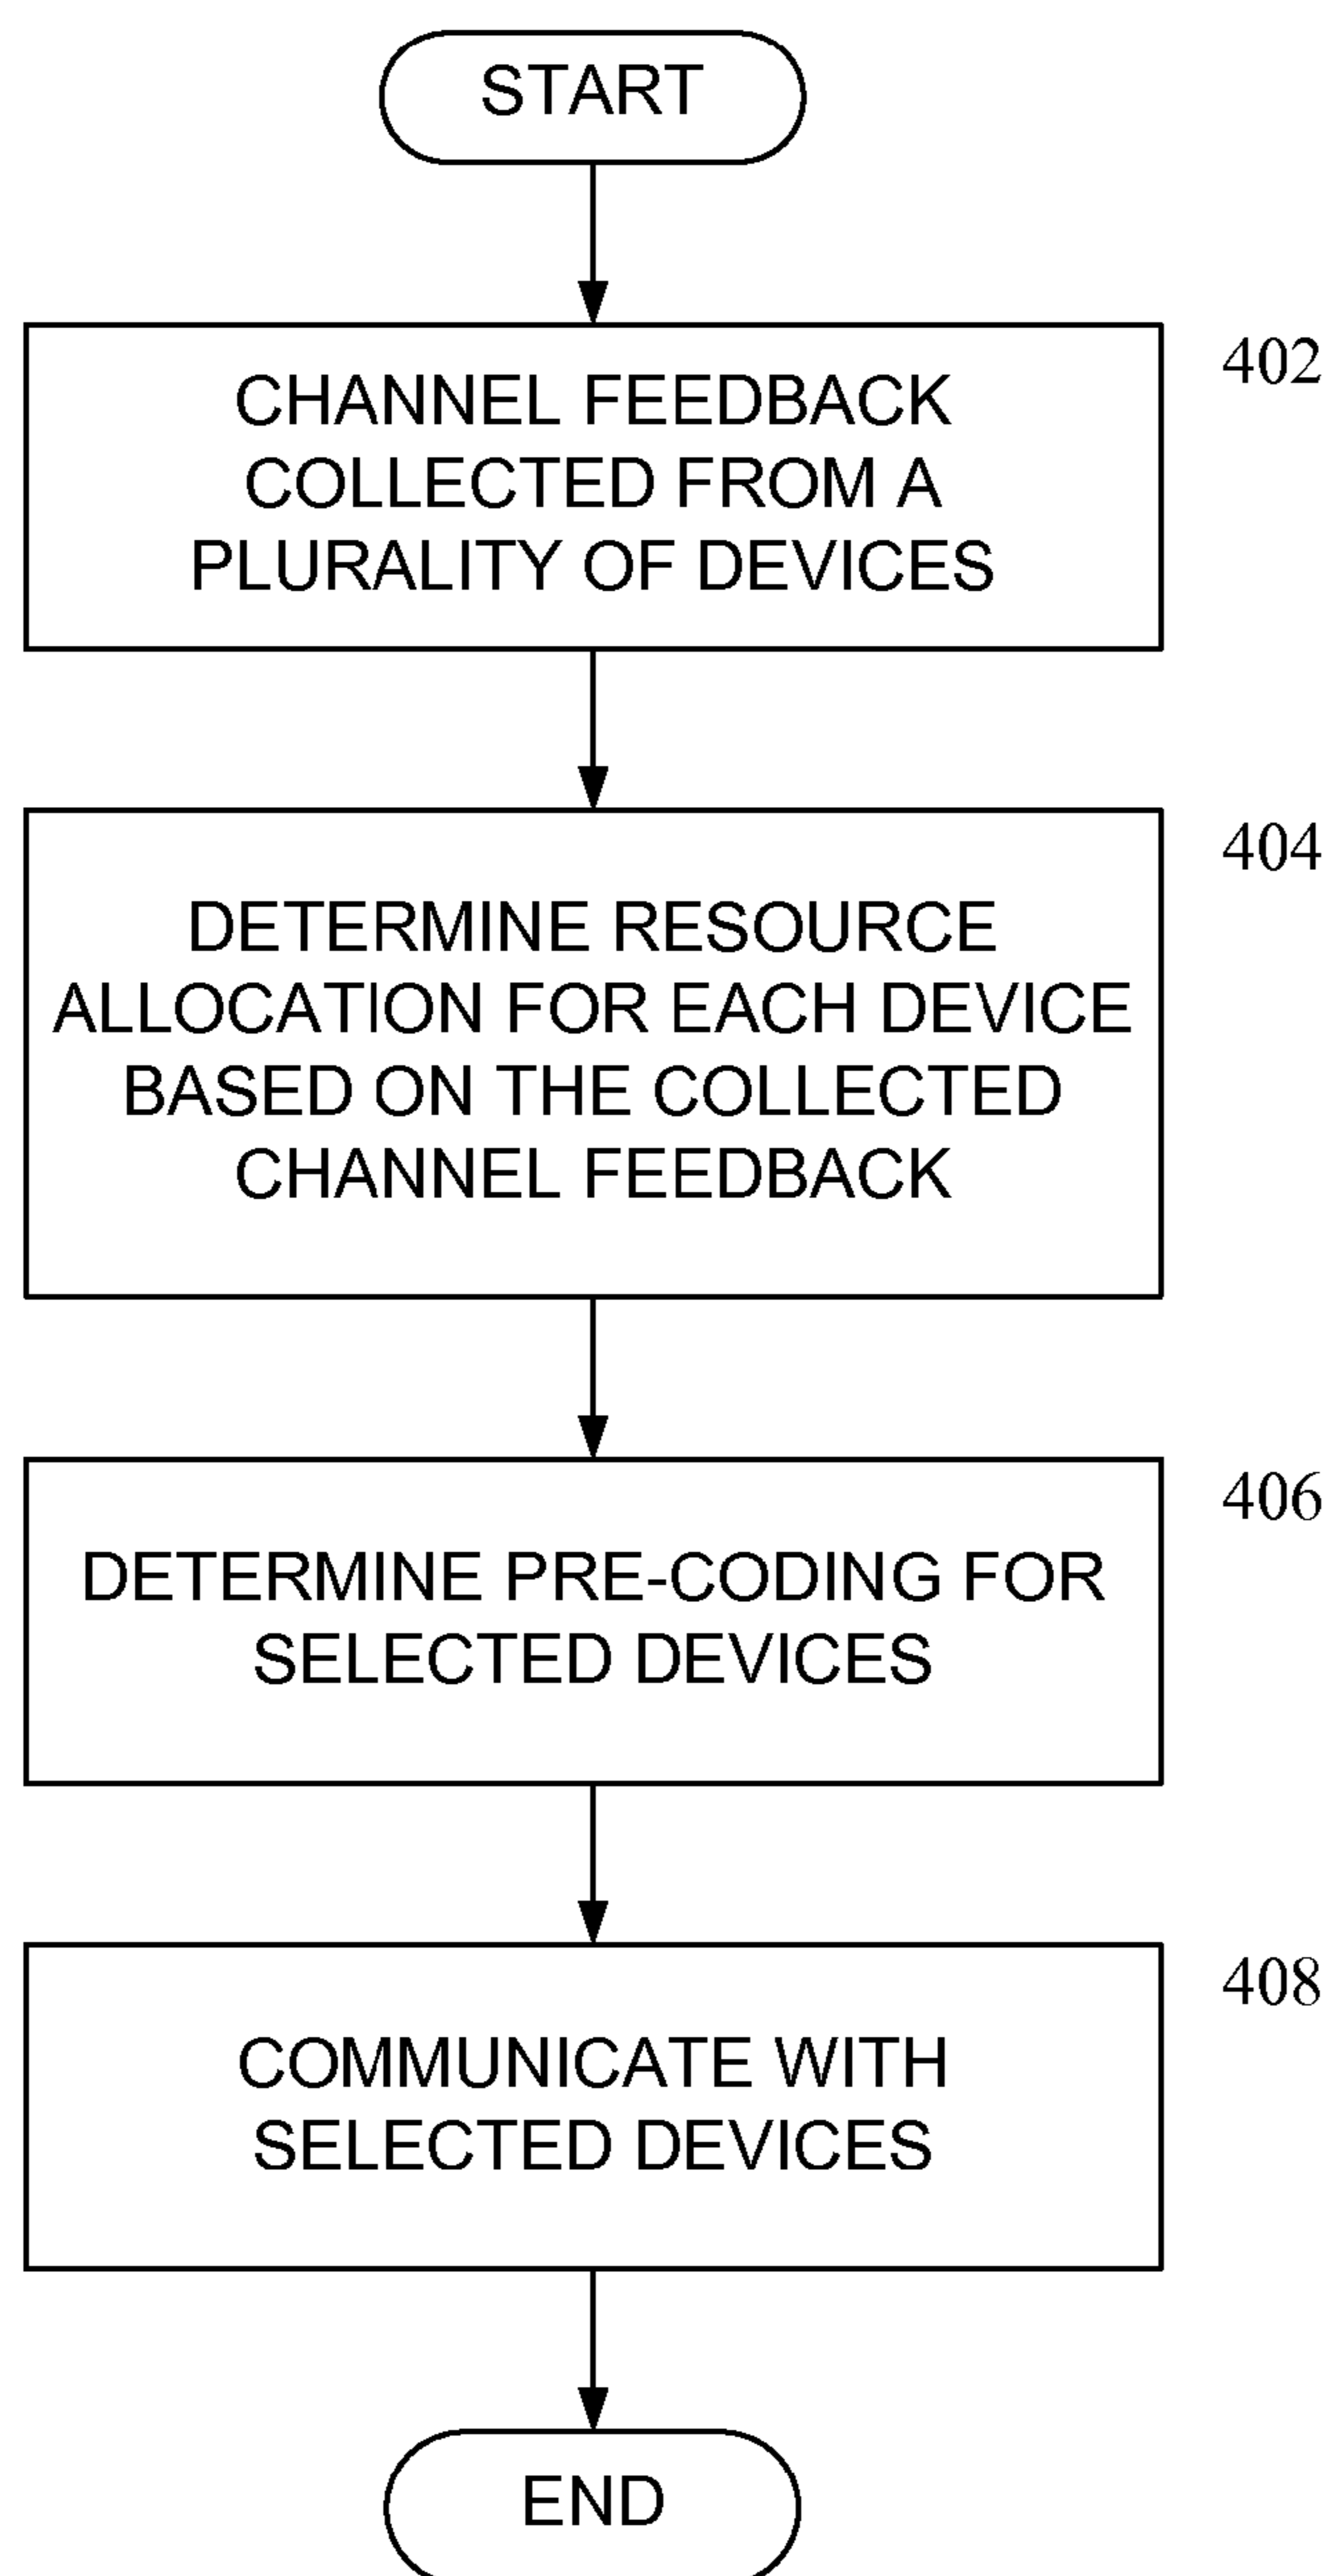 START
402
CHANNEL FEEDBACK
COLLECTED FROM A
PLURALITY OF DEVICES
404
DETERMINE RESOURCE
ALLOCATION FOR EACH DEVICE
BASED ON THE COLLECTED
CHANNEL FEEDBACK
406
DETERMINE PRE-CODING FOR
SELECTED DEVICES
408
COMMUNICATE WITH
SELECTED DEVICES
END